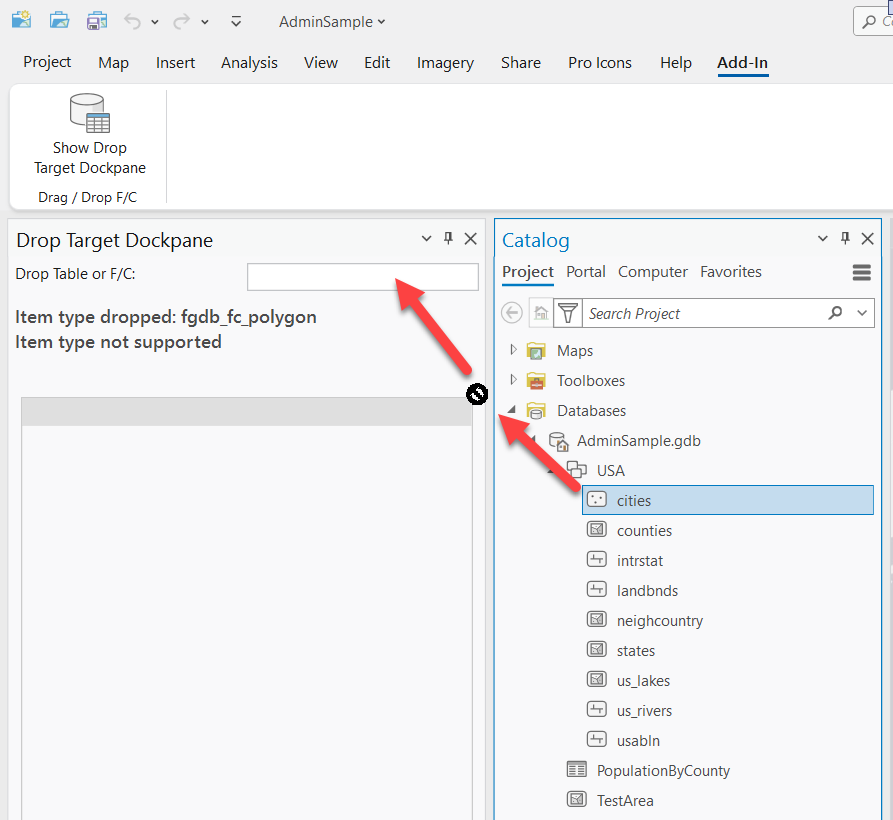 AdminSample
Project Map Insert Analysis View Edit Imagery Share Pro Icons Help Add-In
Show Drop
Target Dockpane
Drag / Drop F/C
Drop Target Dockpane
Drop Table or F/C:
Item type dropped: fgdb_fc_polygon
Item type not supported
Catalog
Project Portal Computer Favorites
Search Project
Maps
Toolboxes
Databases
AdminSample.gdb
USA
cities
counties
intrstat
landbnds
neighcountry
states
us_lakes
us_rivers
usabln
PopulationByCounty
TestArea